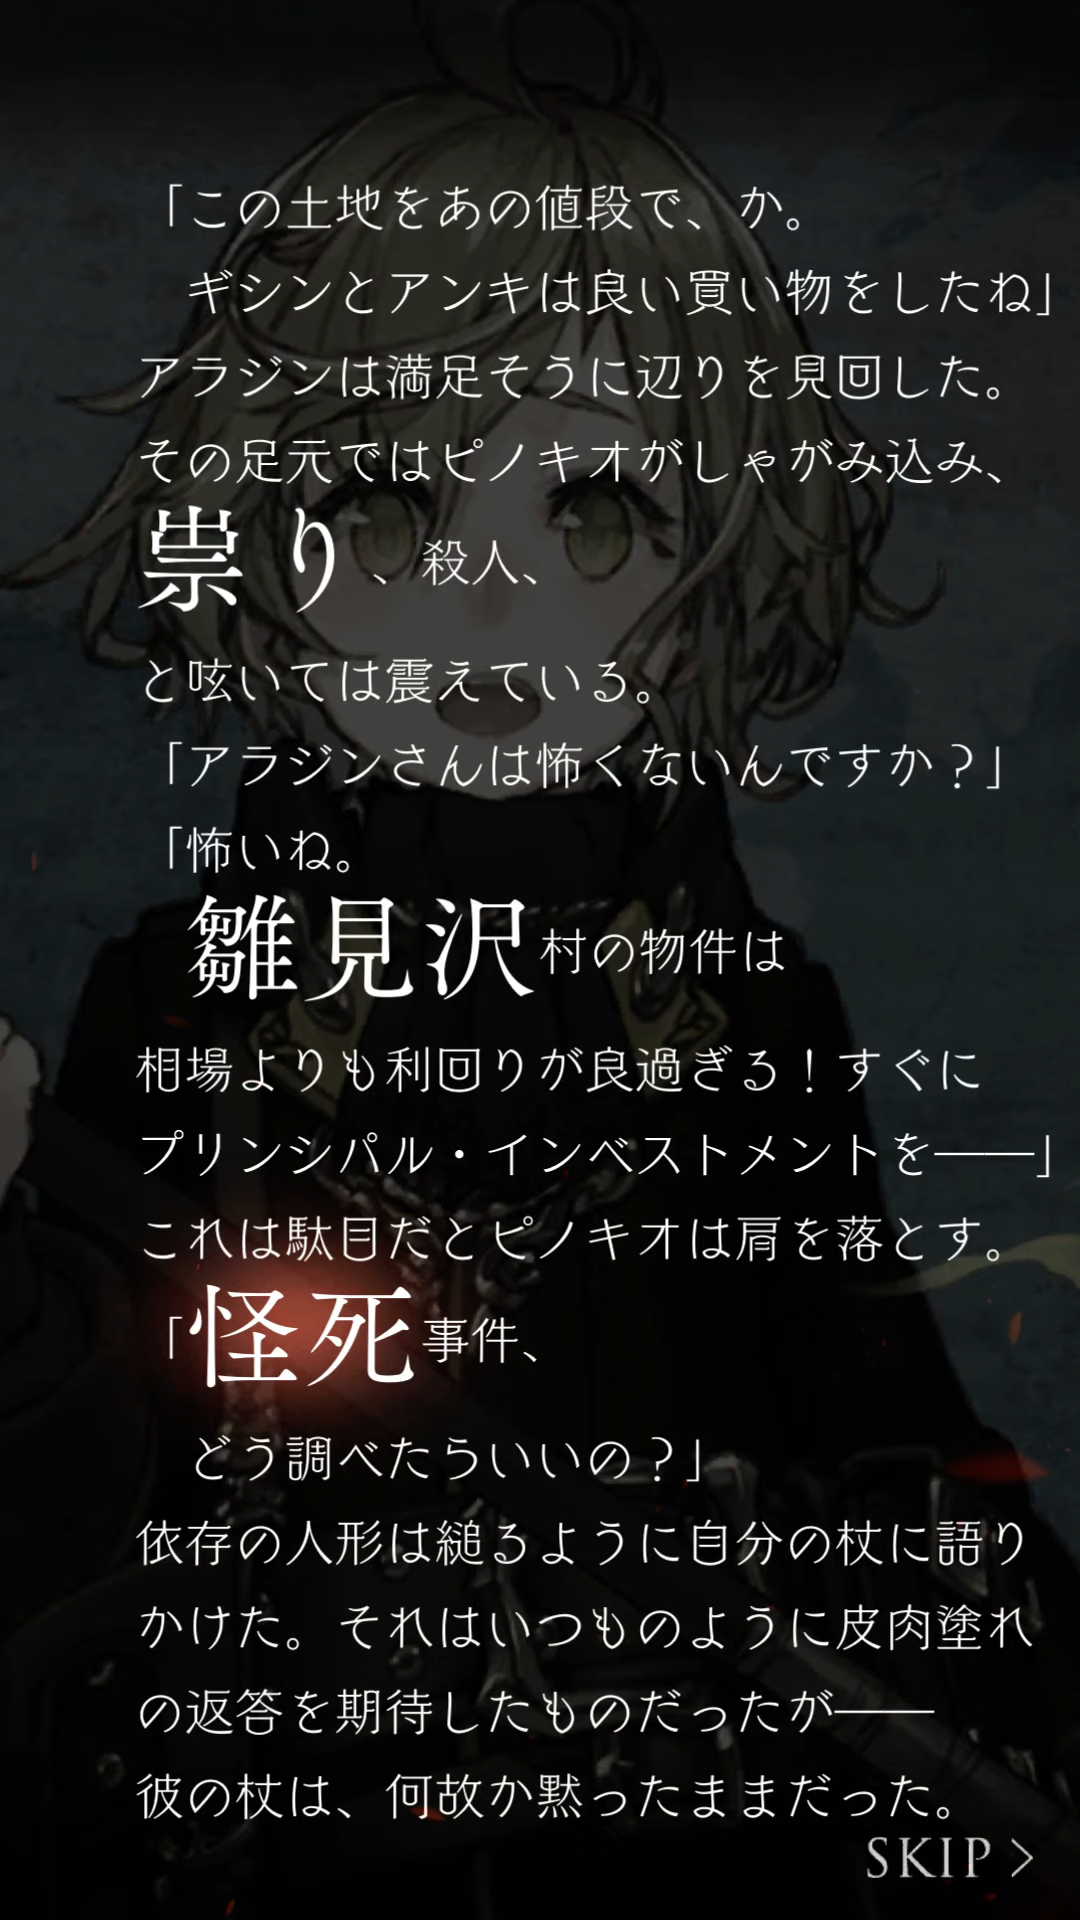 「この土地をあの値段で、か。
ギシンとアンキは良い買い物をしたね」
アラジンは満足そうに辺りを見回した。
その足元ではピノキオがしゃがみ込み、
祟り、殺人、
と呟いては震えている。
「アラジンさんは怖くないんですか？」
「怖いね。
雛見沢村の物件は
相場よりも利回りが良過ぎる！すぐに
プリンシパル・インベストメントを――」
これは駄目だとピノキオは肩を落とす。
「怪死事件、
どう調べたらいいの？」
依存の人形は縋るように自分の杖に語り
かけた。それはいつものように皮肉塗れ
の返答を期待したものだったが――
彼の杖は、何故か黙ったままだった。
SKIP >